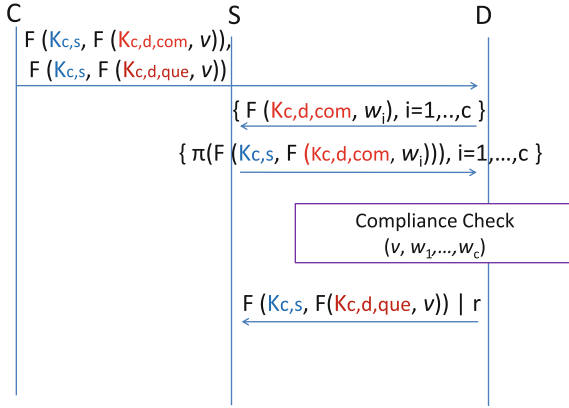 C S D
F (Kc,s, F (Kc,d,com, v)),
F (Kc,s, F (Kc,d,que, v))
{ F (Kc,d,com, wi), i=1,..,c }
{ π(F (Kc,s, F (Kc,d,com, wi))), i=1,...,c }
Compliance Check
(v, w1,...,wc)
F (Kc,s, F(Kc,d,que, v)) | r